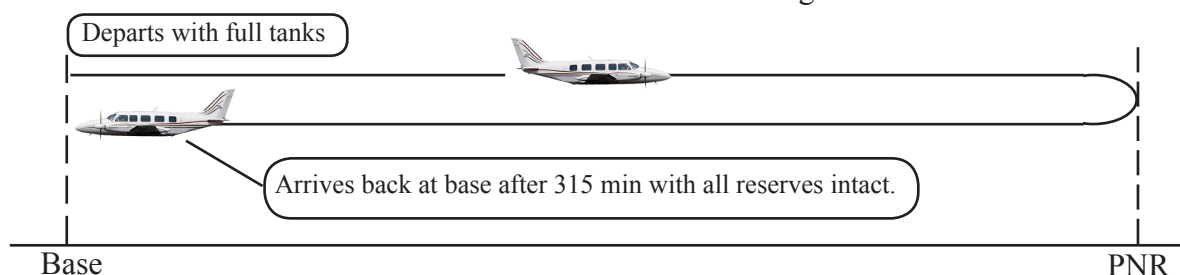 Departs with full tanks
Arrives back at base after 315 min with all reserves intact.
Base
PNR